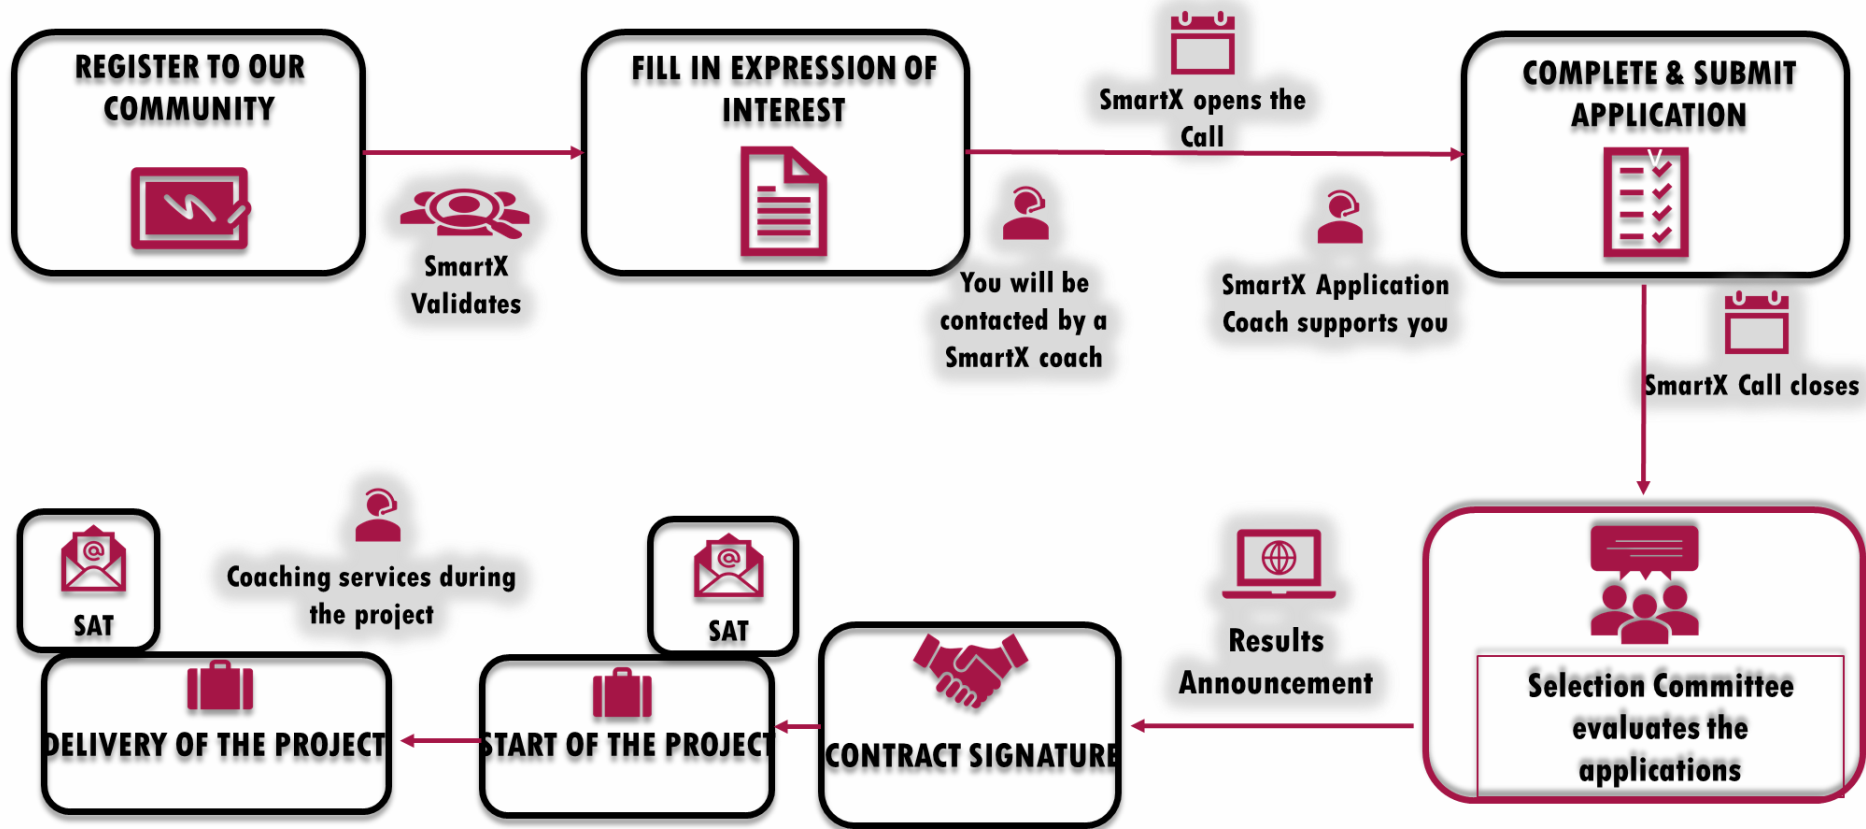 REGISTER TO OUR
COMMUNITY
SmartX
Validates
FILL IN EXPRESSION OF
INTEREST
SmartX opens the
Call
You will be
contacted by a
SmartX coach
SmartX Application
Coach supports you
COMPLETE & SUBMIT
APPLICATION
V
SmartX Call closes
Selection Committee
evaluates the
applications
Results
Announcement
CONTRACT SIGNATURE
SAT
START OF THE PROJECT
Coaching services during
the project
SAT
DELIVERY OF THE PROJECT